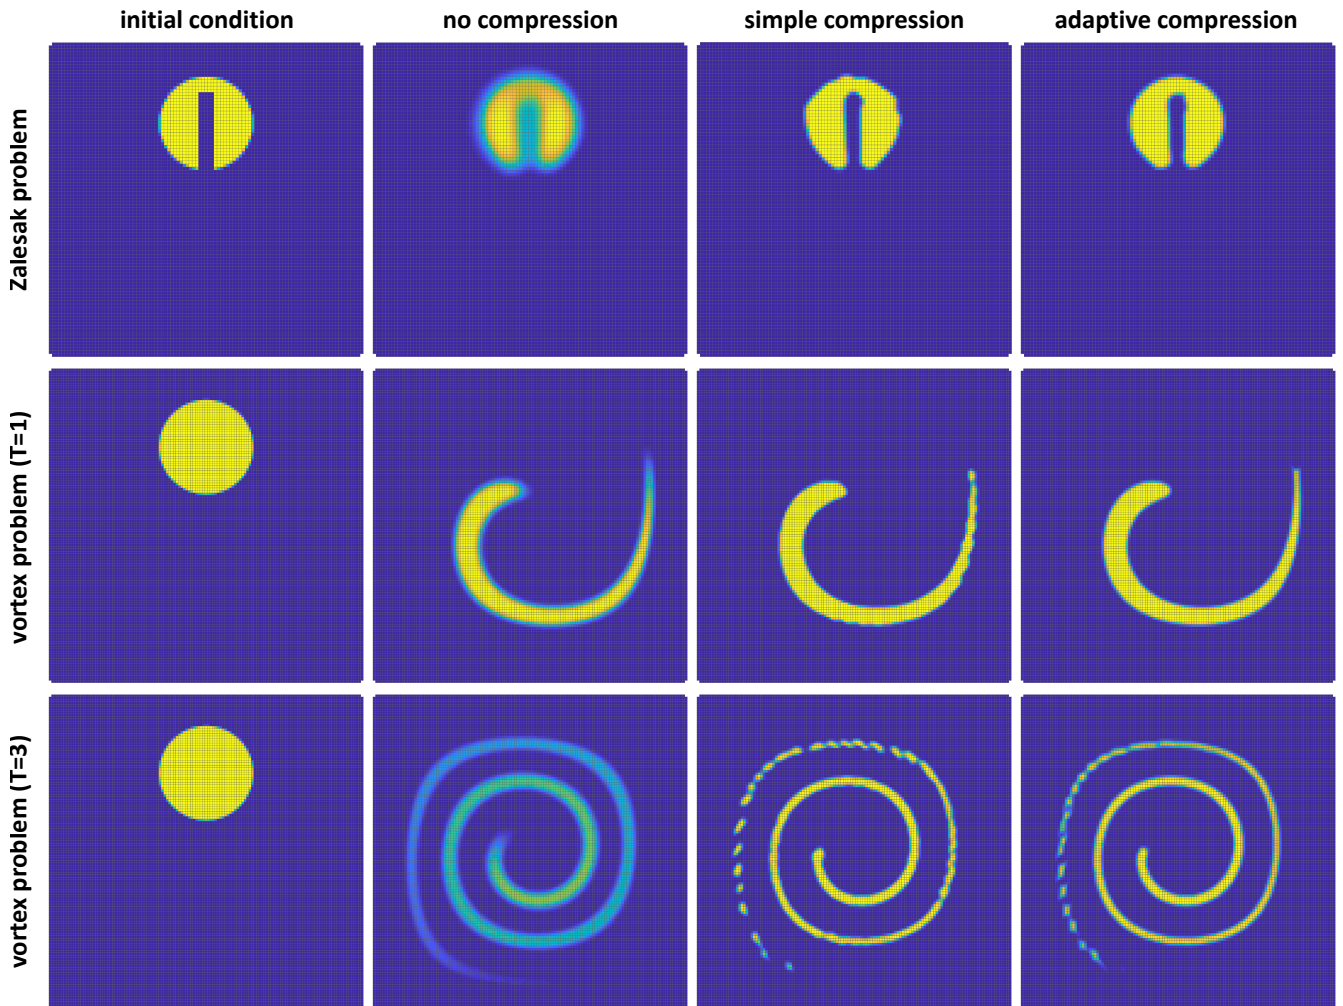 initial condition
no compression
simple compression
adaptive compression
Zalesak problem
vortex problem (T=1)
vortex problem (T=3)